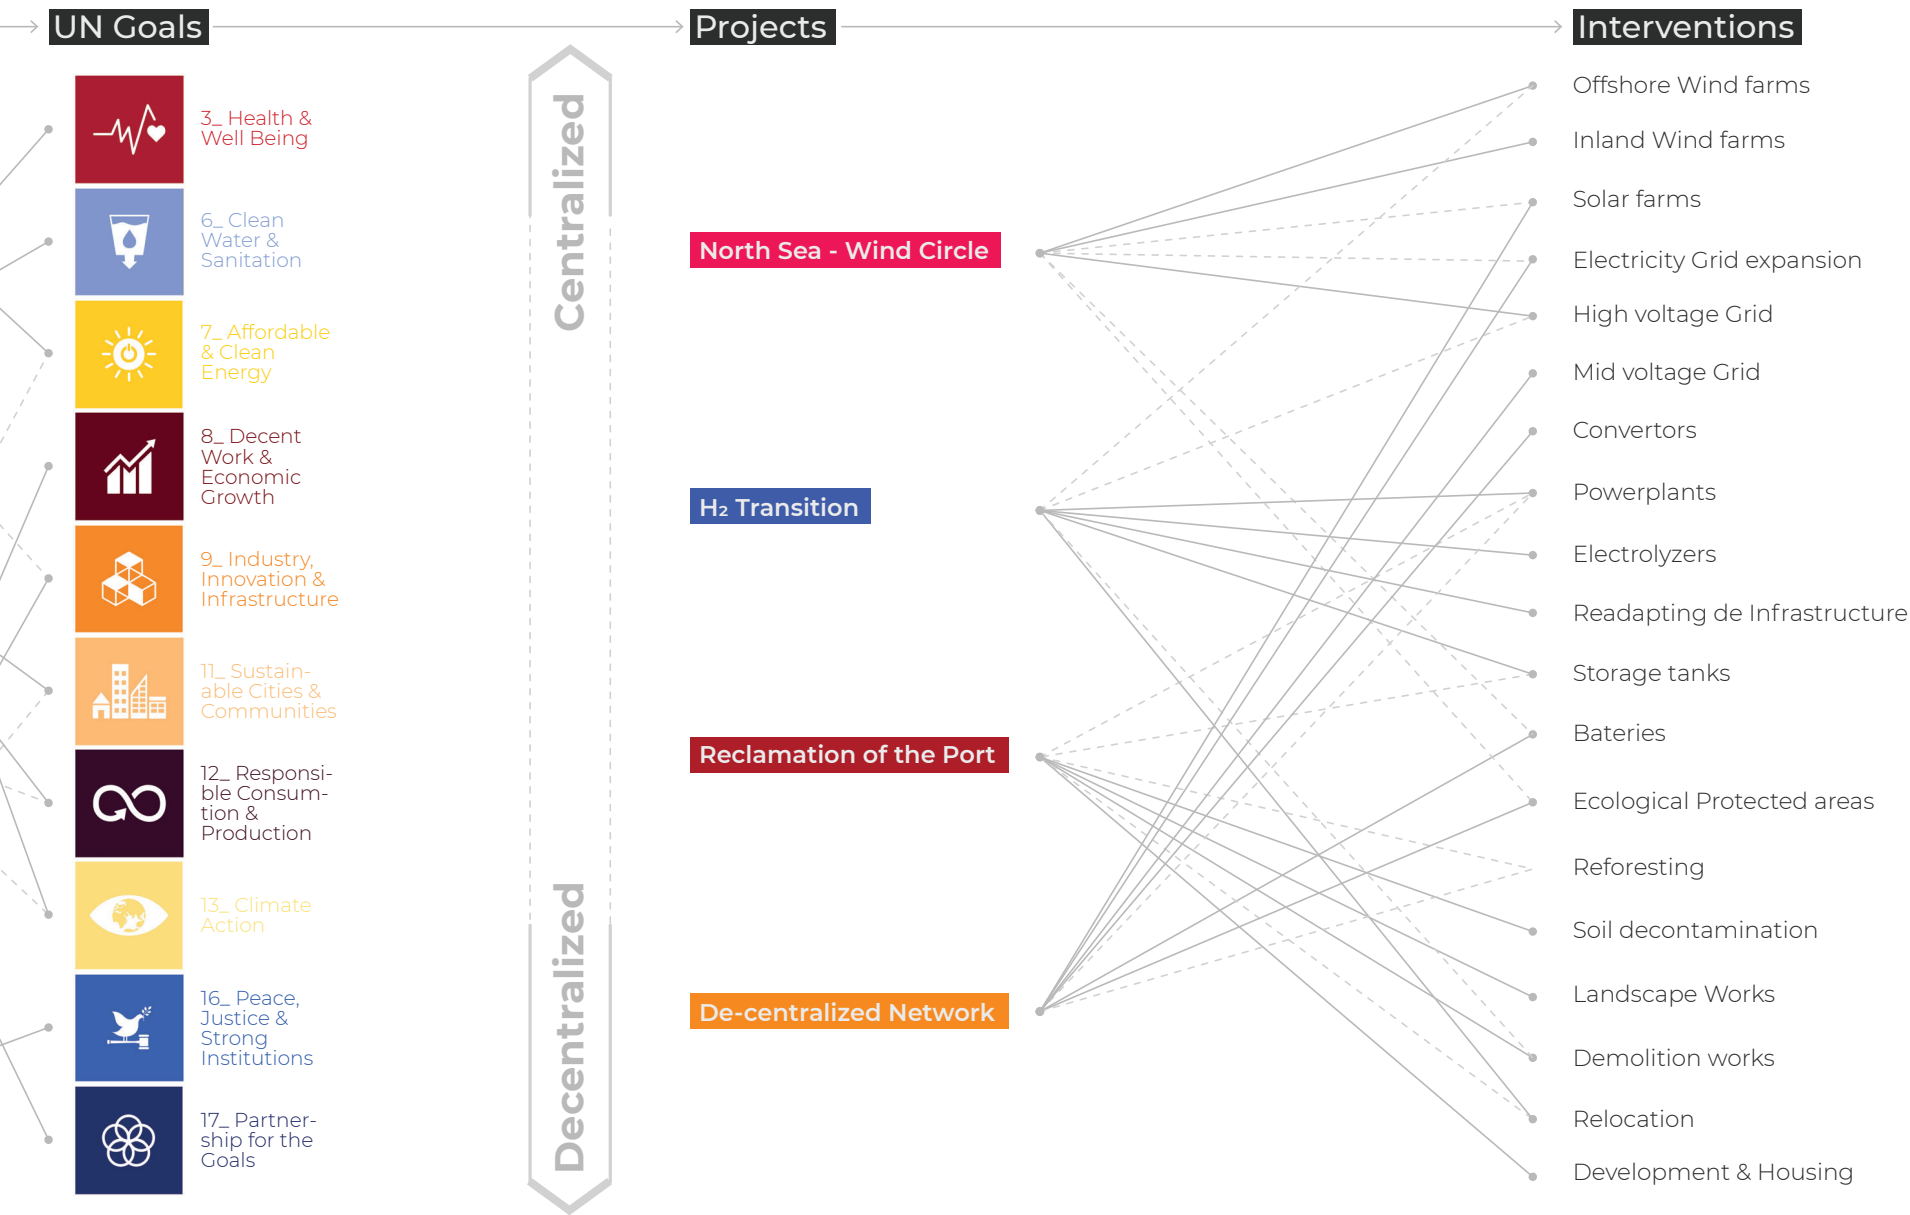 UN Goals
Projects
Interventions
3_ Health &
Well Being
6_ Clean
Water &
Sanitation
7_ Affordable
& Clean
Energy
8_ Decent
Work &
Economic
Growth
9_ Industry,
Innovation &
Infrastructure
11_ Sustain-
able Cities &
Communities
12_ Responsi-
ble Consum-
tion &
Production
13_ Climate
Action
16_ Peace,
Justice &
Strong
Institutions
17_ Partner-
ship for the
Goals
Centralized
Decentralized
North Sea - Wind Circle
H₂ Transition
Reclamation of the Port
De-centralized Network
Offshore Wind farms
Inland Wind farms
Solar farms
Electricity Grid expansion
High voltage Grid
Mid voltage Grid
Convertors
Powerplants
Electrolyzers
Readapting de Infrastructure
Storage tanks
Bateries
Ecological Protected areas
Reforesting
Soil decontamination
Landscape Works
Demolition works
Relocation
Development & Housing